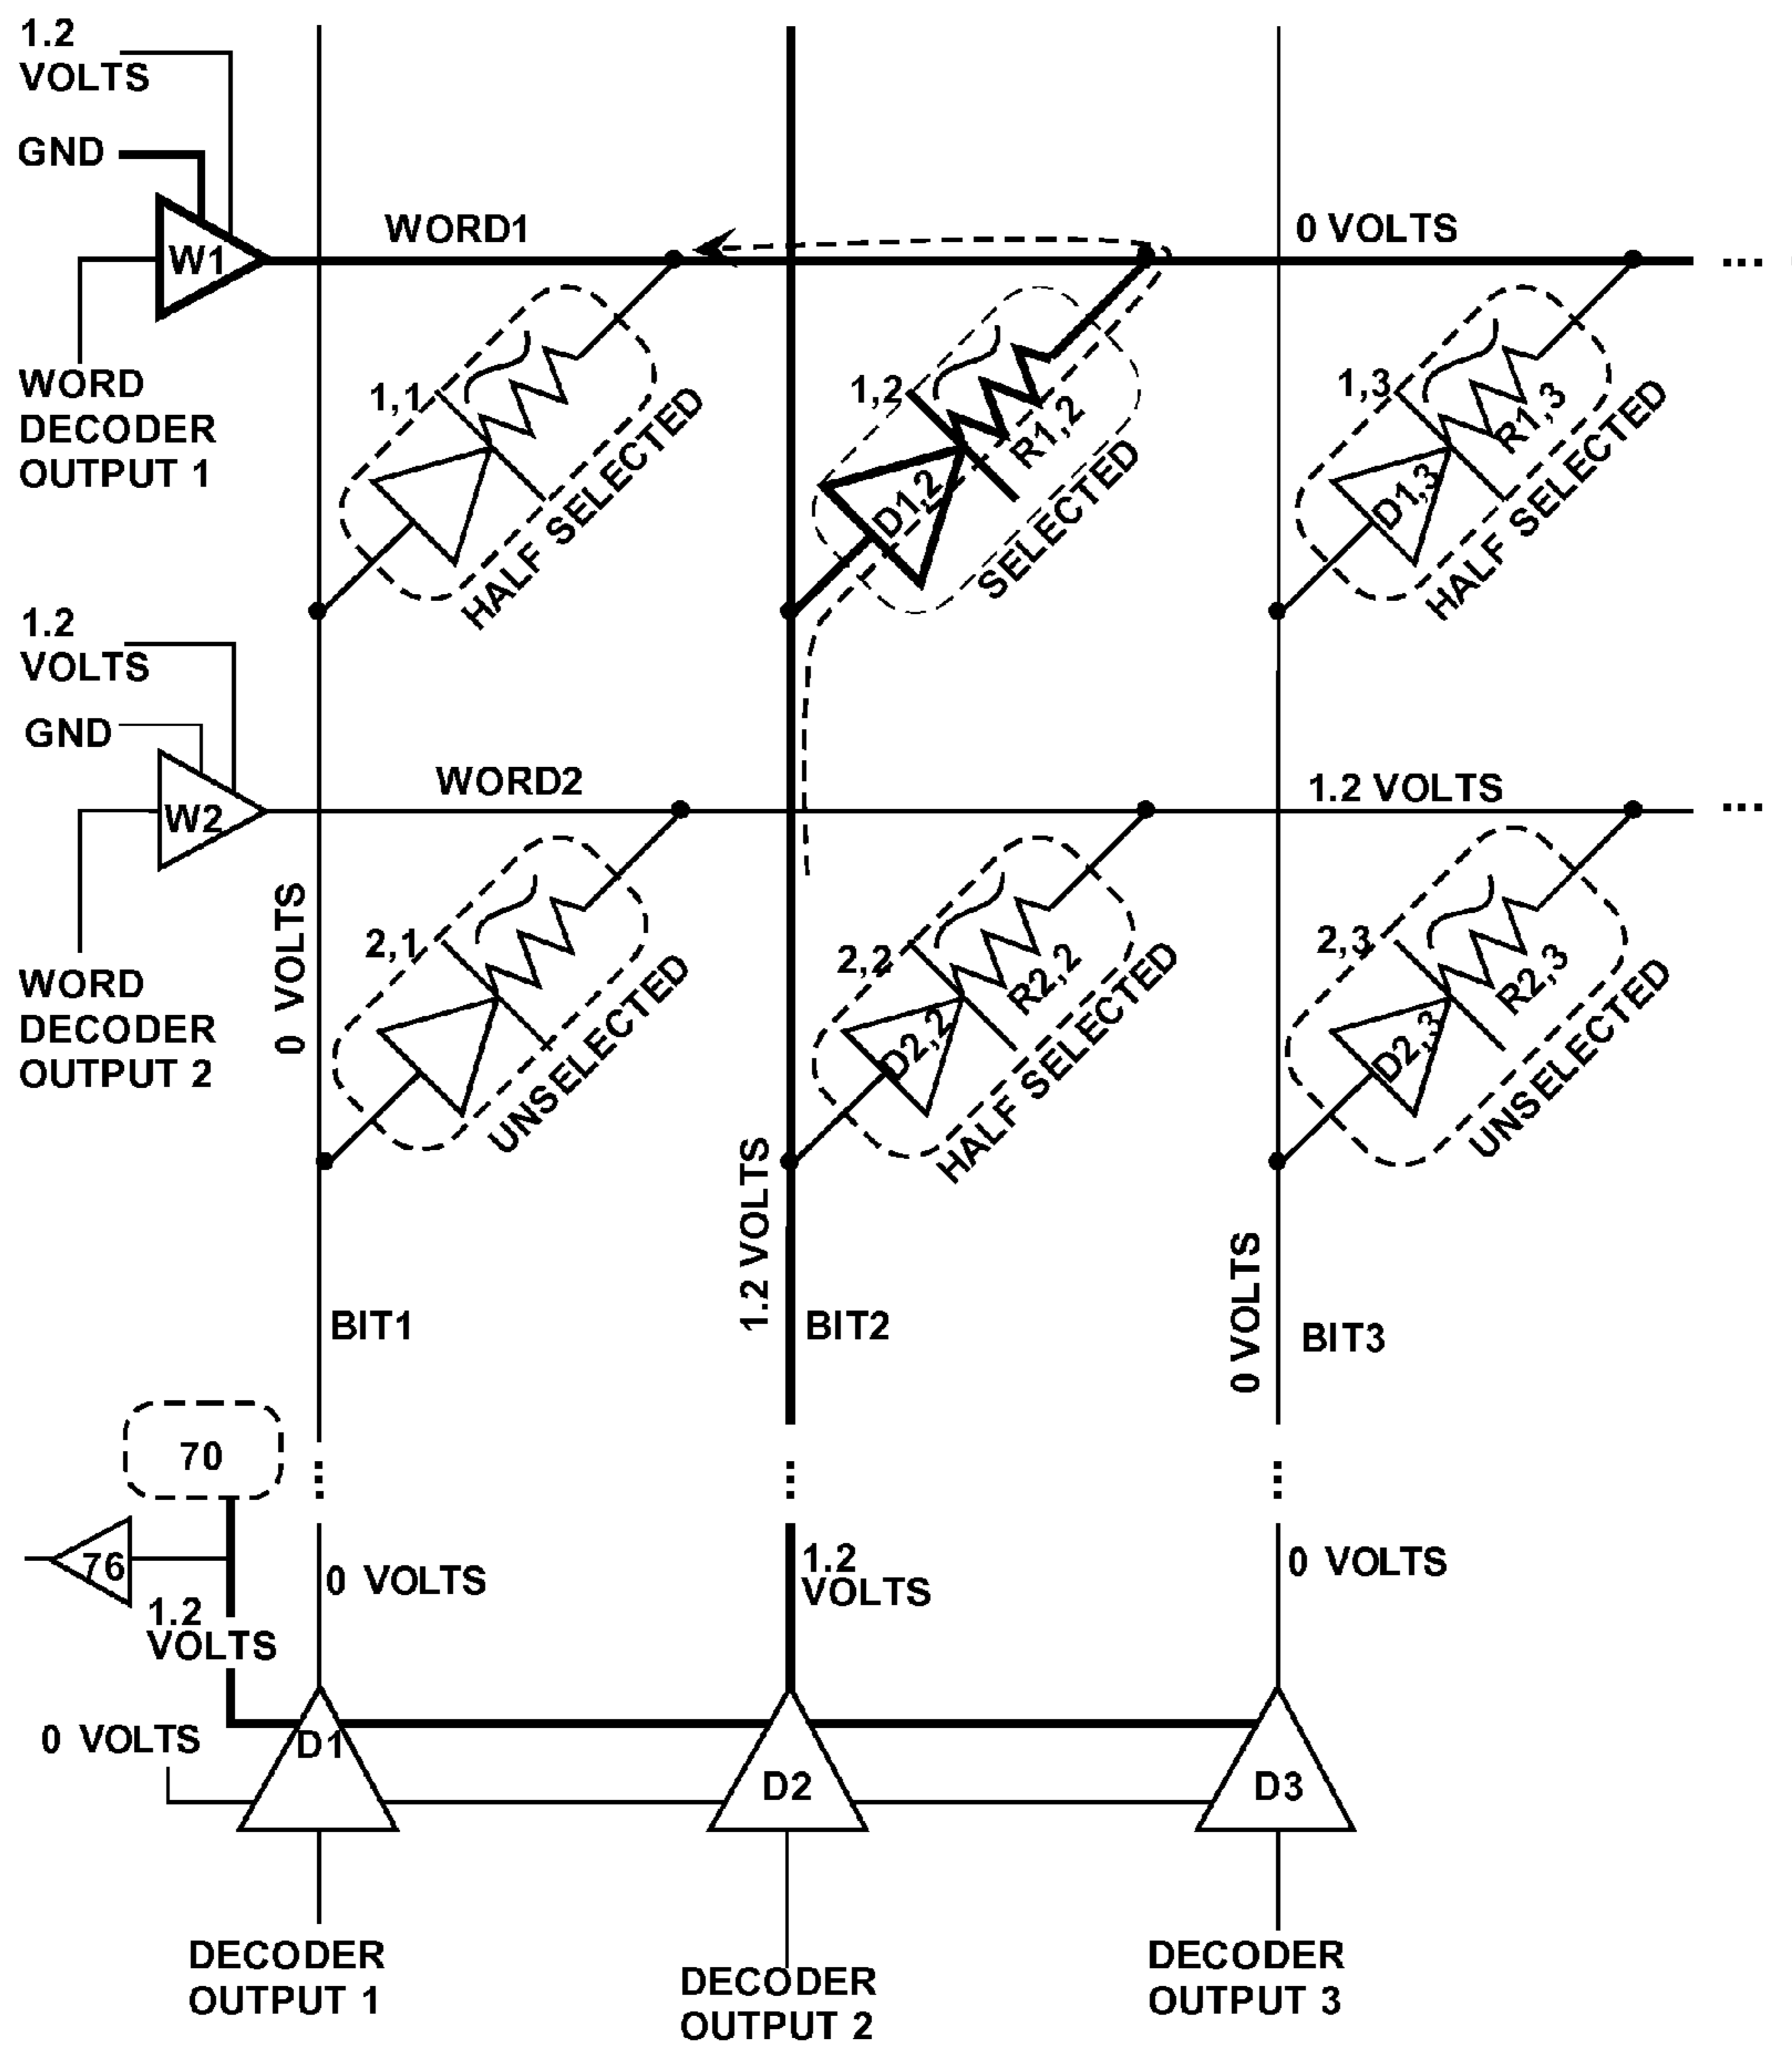 1.2
VOLTS
GND
W1
WORD1
0 VOLTS
...
WORD
DECODER
OUTPUT 1
1,1
HALF SELECTED
1,2
R1,2
D1,2
SELECTED
1,3
R1,3
D1,3
HALF SELECTED
1.2
VOLTS
GND
W2
WORD2
1.2 VOLTS
...
WORD
DECODER
OUTPUT 2
0 VOLTS
2,1
UNSELECTED
2,2
R2,2
D2,2
HALF SELECTED
2,3
R2,3
D2,3
UNSELECTED
1.2 VOLTS
0 VOLTS
BIT1
BIT2
BIT3
70
...
...
...
76
1.2
VOLTS
0 VOLTS
1.2
VOLTS
0 VOLTS
0 VOLTS
D1
D2
D3
DECODER
OUTPUT 1
DECODER
OUTPUT 2
DECODER
OUTPUT 3